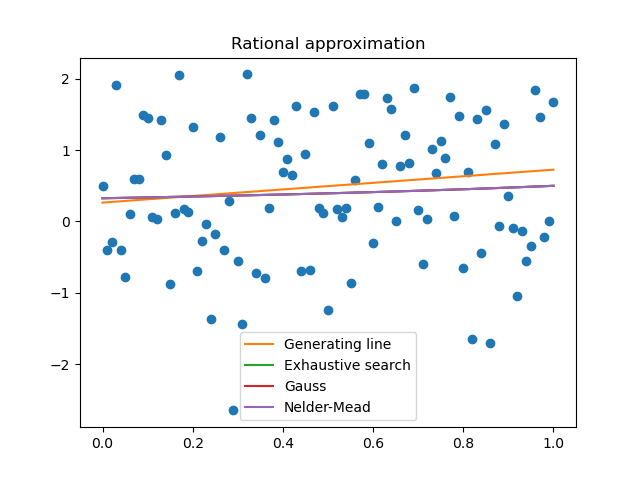 Rational approximation
2
1
0
−1
−2
Generating line
Exhaustive search
Gauss
Nelder-Mead
0.0 0.2 0.4 0.6 0.8 1.0